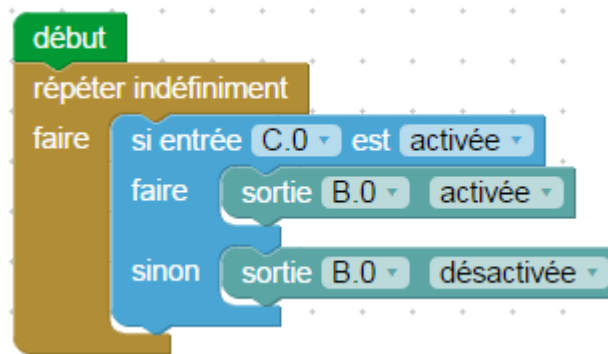 début
répéter indéfiniment
faire si entrée C.0 est activée
faire sortie B.0 activée
sinon sortie B.0 désactivée